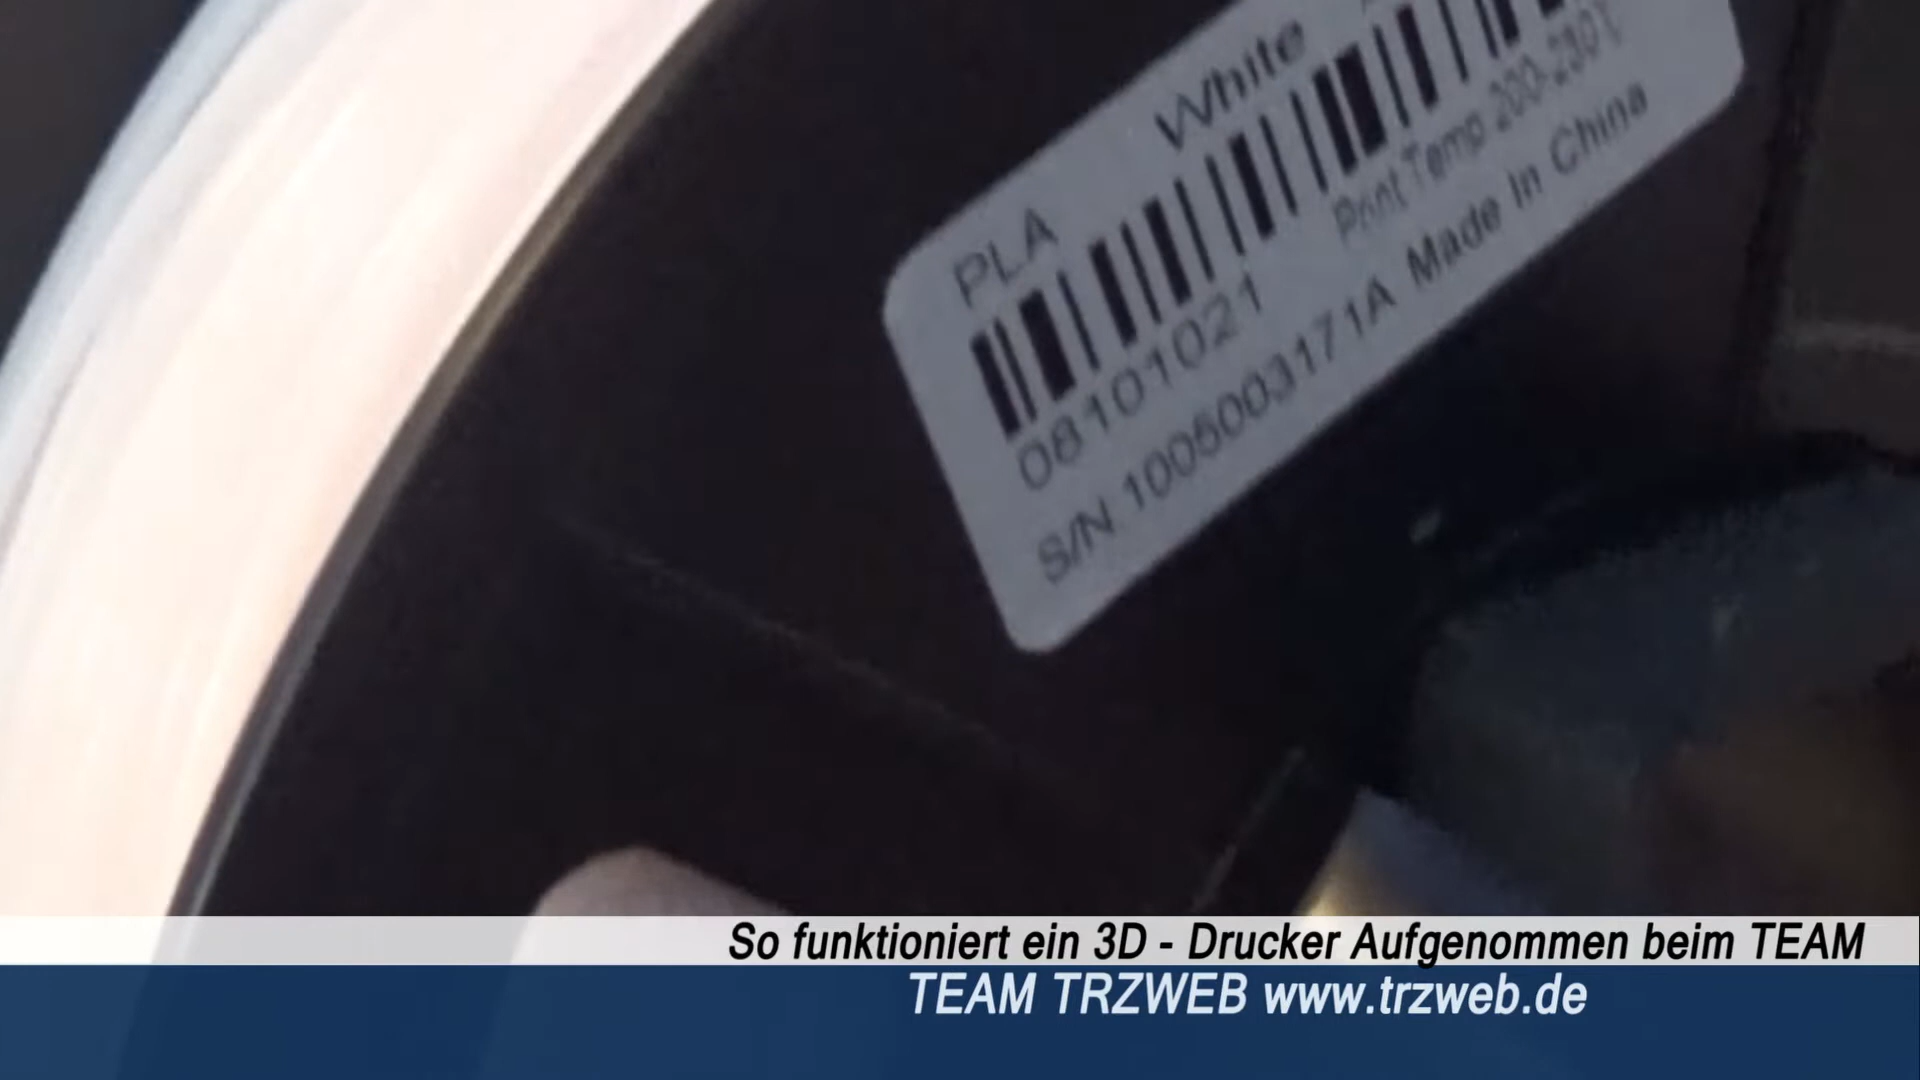 PLA White
08101021 Print Temp 200-230
S/N 1005003171A Made In China
So funktioniert ein 3D - Drucker Aufgenommen beim TEAM
TEAM TRZWEB www.trzweb.de